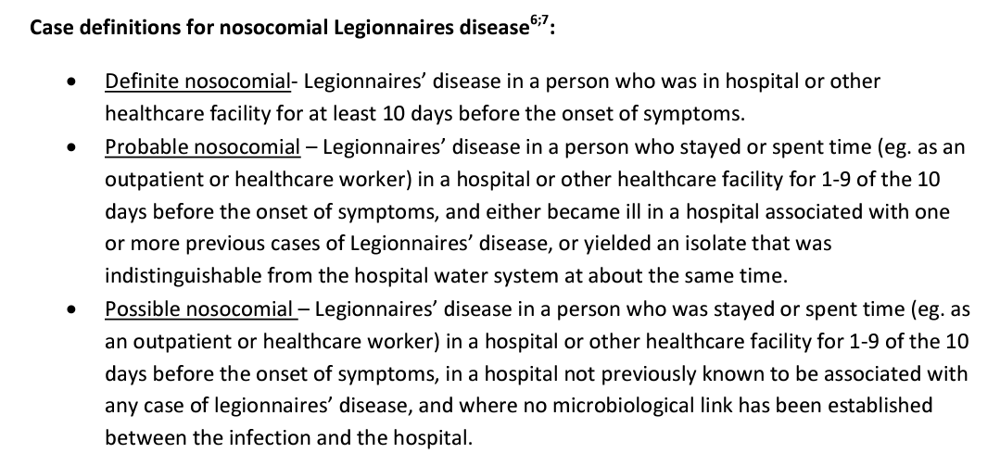 Case definitions for nosocomial Legionnaires disease6;7:
• Definite nosocomial- Legionnaires’ disease in a person who was in hospital or other
healthcare facility for at least 10 days before the onset of symptoms.
• Probable nosocomial – Legionnaires’ disease in a person who stayed or spent time (eg. as an
outpatient or healthcare worker) in a hospital or other healthcare facility for 1-9 of the 10
days before the onset of symptoms, and either became ill in a hospital associated with one
or more previous cases of Legionnaires’ disease, or yielded an isolate that was
indistinguishable from the hospital water system at about the same time.
• Possible nosocomial – Legionnaires’ disease in a person who was stayed or spent time (eg. as
an outpatient or healthcare worker) in a hospital or other healthcare facility for 1-9 of the 10
days before the onset of symptoms, in a hospital not previously known to be associated with
any case of legionnaires’ disease, and where no microbiological link has been established
between the infection and the hospital.